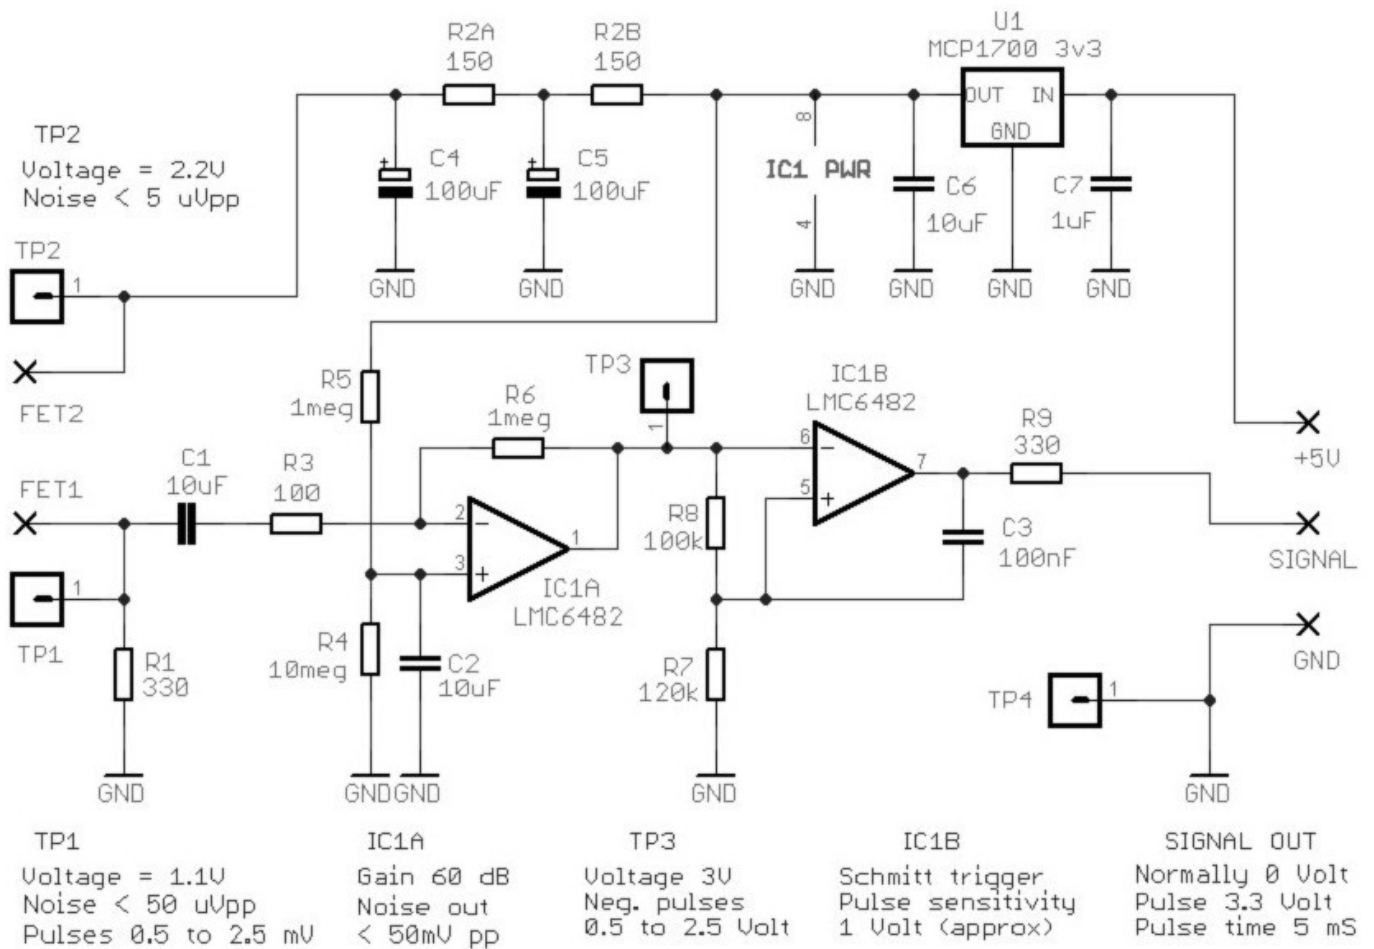 R2A
150
R2B
150
U1
MCP1700 3v3
OUT IN
GND
TP2
Voltage = 2.2V
Noise < 5 uVpp
C4
100uF
C5
100uF
8
IC1 PWR
4
C6
10uF
C7
1uF
TP2
1
GND
GND
GND
GND
GND
GND
FET2
R5
1meg
R6
1meg
TP3
1
IC1B
LMC6482
R9
330
+5V
6
7
5
FET1
C1
10uF
R3
100
2
1
3
IC1A
LMC6482
R8
100k
C3
100nF
SIGNAL
1
TP1
R1
330
R4
10meg
C2
10uF
R7
120k
GND
TP4
1
GND
GND
GND
GND
GND
TP1
Voltage = 1.1V
Noise < 50 uVpp
Pulses 0.5 to 2.5 mV
IC1A
Gain 60 dB
Noise out
< 50mV pp
TP3
Voltage 3V
Neg. pulses
0.5 to 2.5 Volt
IC1B
Schmitt trigger
Pulse sensitivity
1 Volt (approx)
SIGNAL OUT
Normally 0 Volt
Pulse 3.3 Volt
Pulse time 5 mS